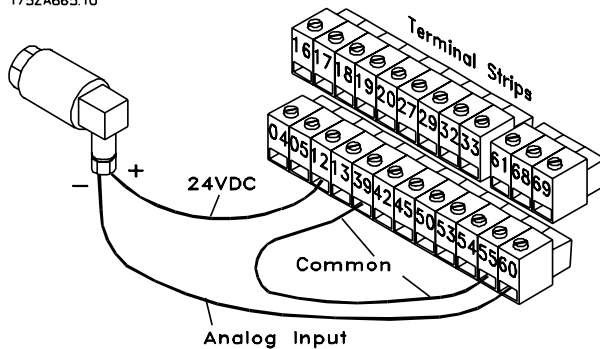 175ZA665.10
Terminal Strips
16 17 18 19 20 27 29 32 33 61 68 69
04 05 12 13 39 42 45 50 53 54 55 60
- +
24VDC
Common
Analog Input